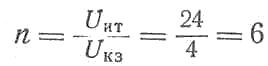 n = U_ит / U_кз = 24 / 4 = 6